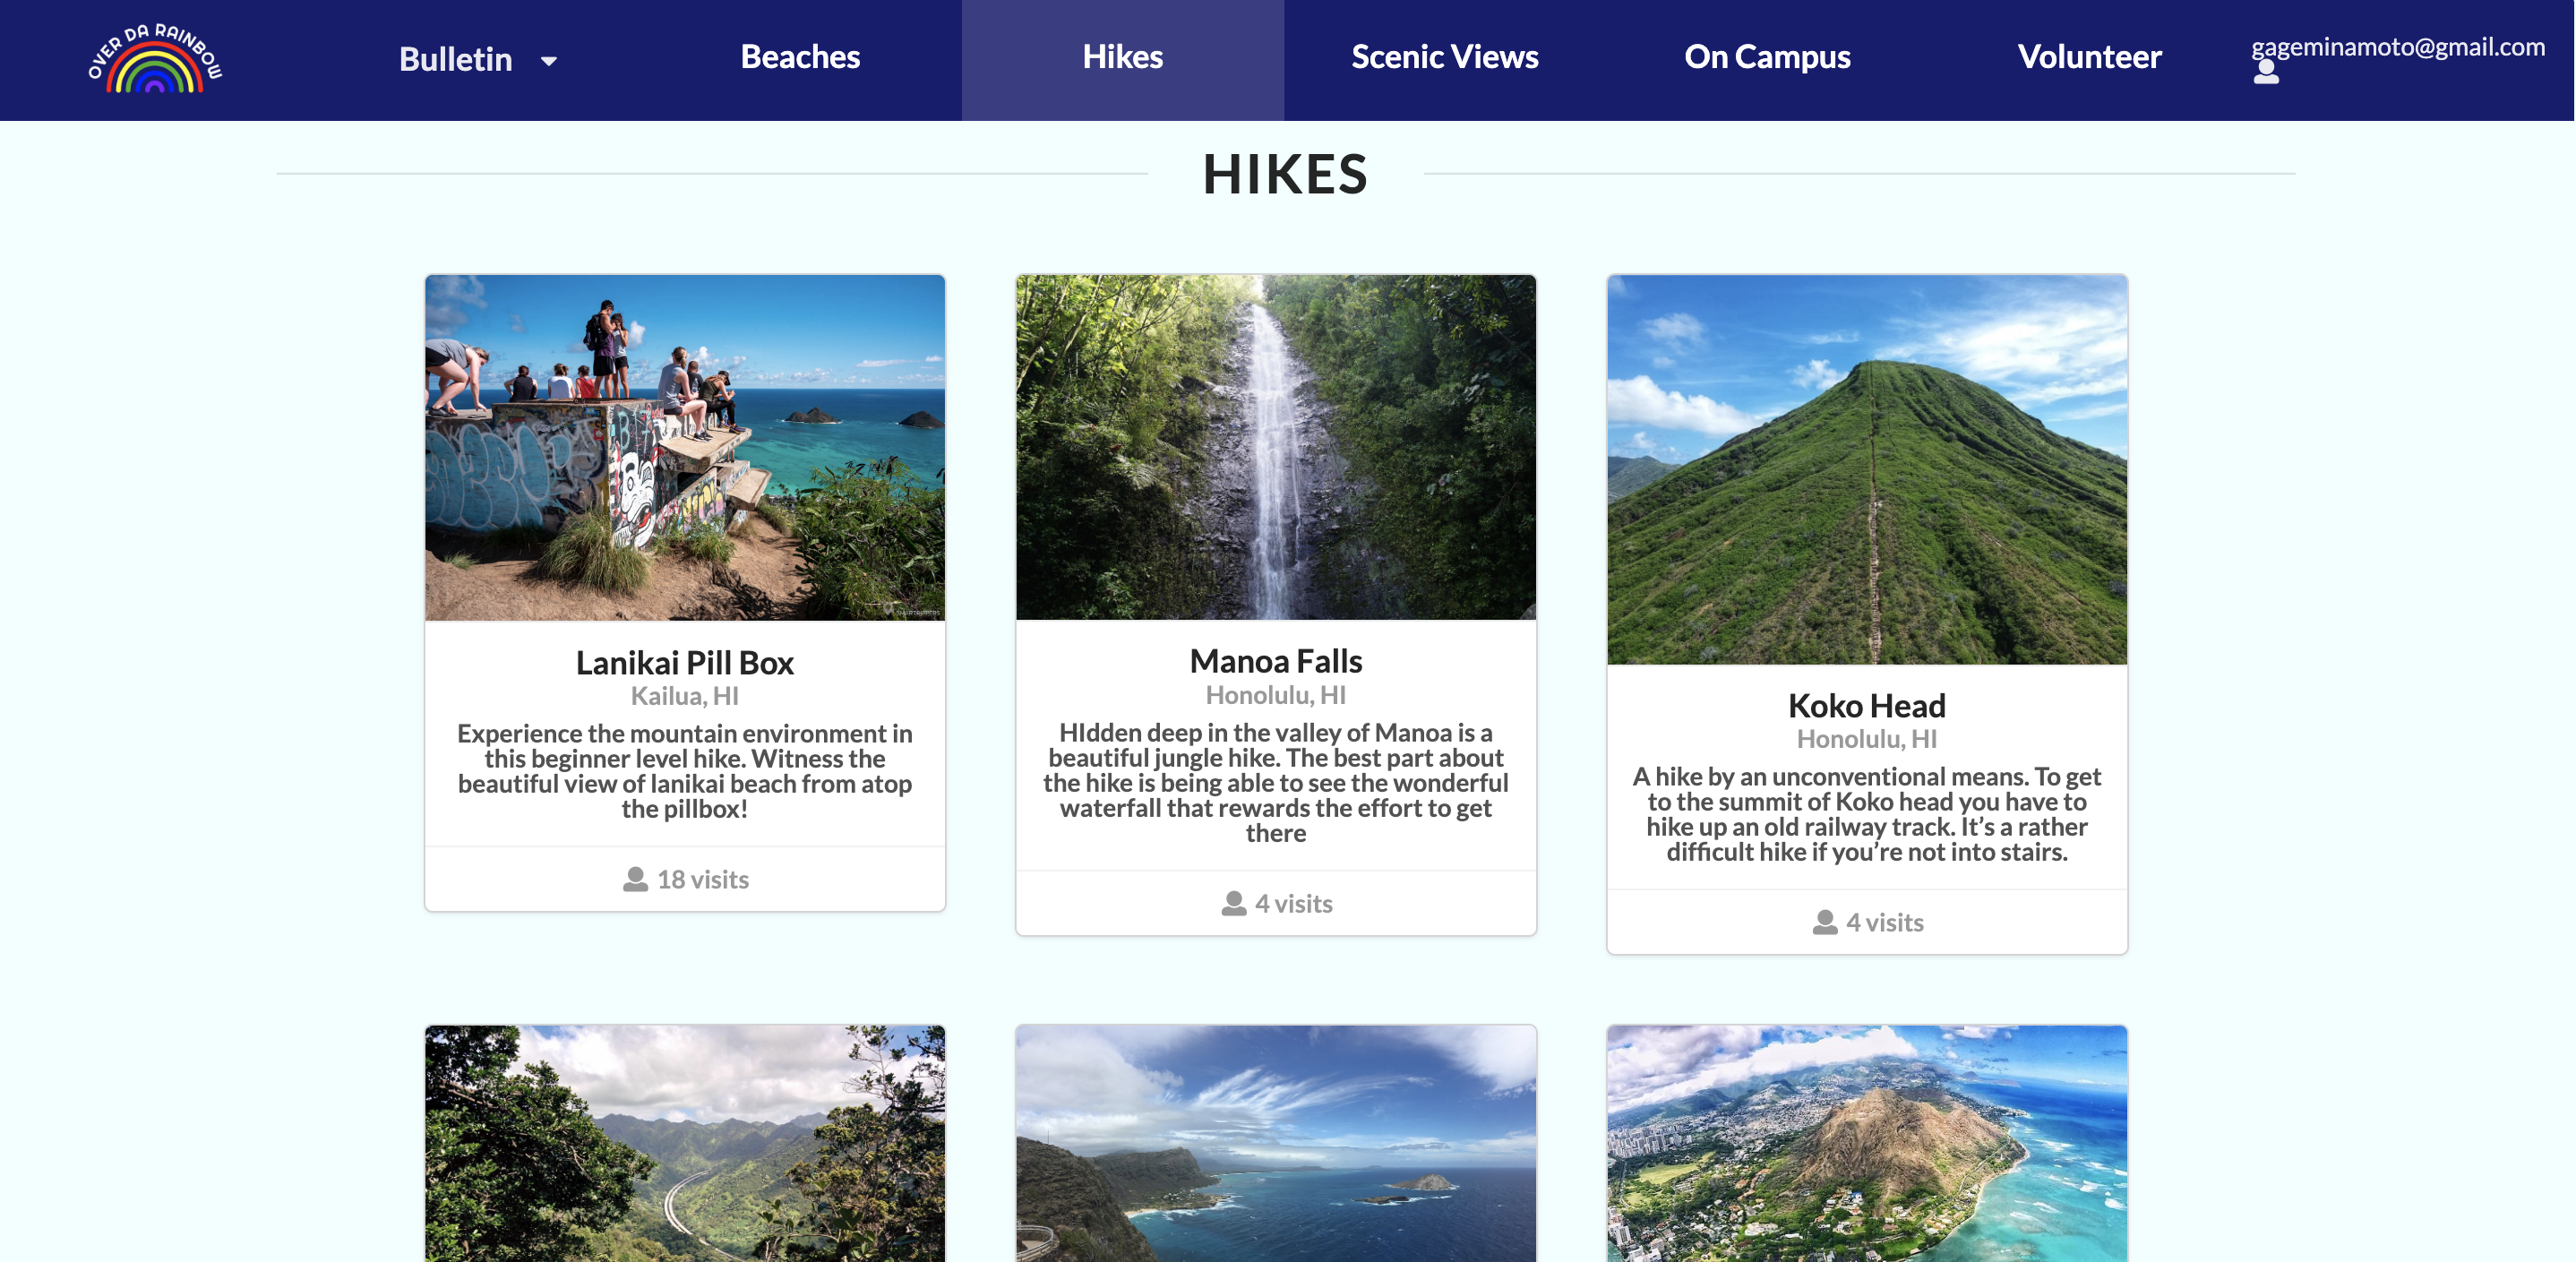 OVER DA RAINBOW
Bulletin
Beaches
Hikes
Scenic Views
On Campus
Volunteer
gageminamoto@gmail.com
HIKES
Lanikai Pill Box
Kailua, HI
Experience the mountain environment in
this beginner level hike. Witness the
beautiful view of lanikai beach from atop
the pillbox!
18 visits
Manoa Falls
Honolulu, HI
HIdden deep in the valley of Manoa is a
beautiful jungle hike. The best part about
the hike is being able to see the wonderful
waterfall that rewards the effort to get
there
4 visits
Koko Head
Honolulu, HI
A hike by an unconventional means. To get
to the summit of Koko head you have to
hike up an old railway track. It’s a rather
difficult hike if you’re not into stairs.
4 visits